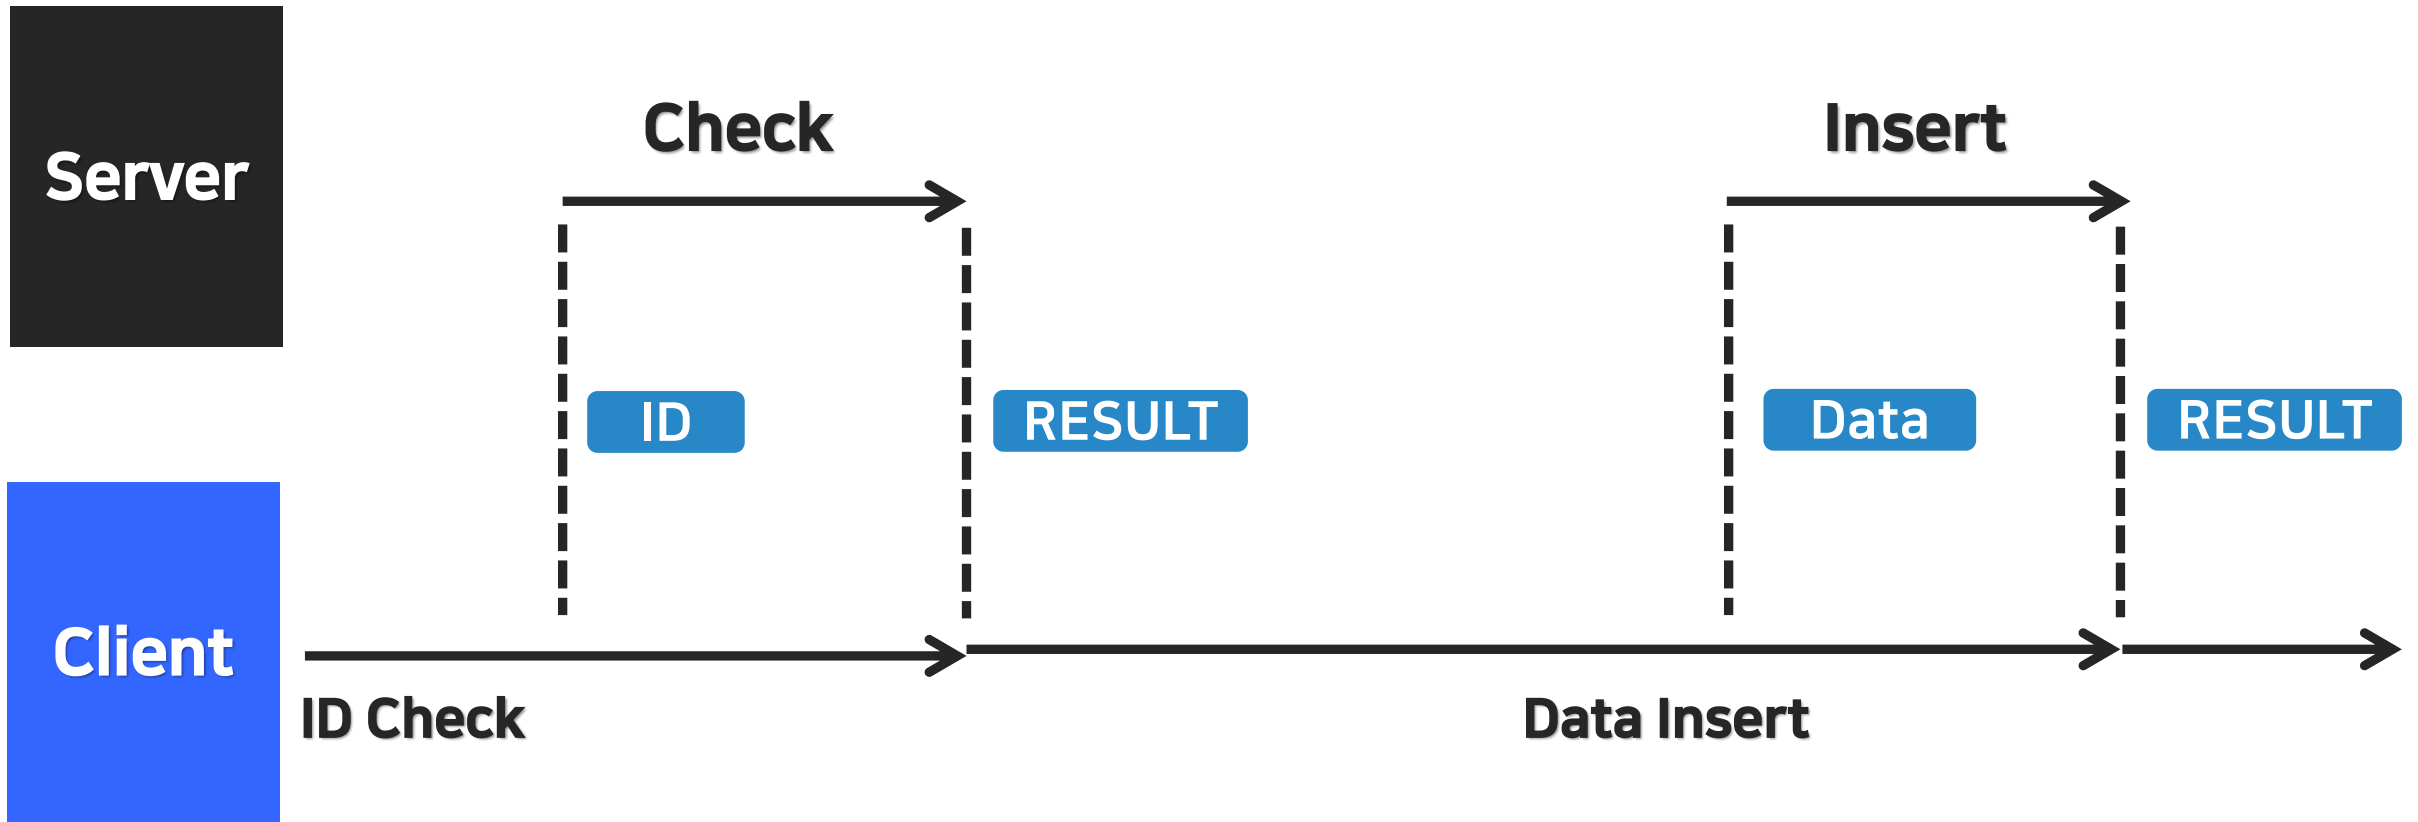 Server
Check
Insert
ID
RESULT
Data
RESULT
Client
ID Check
Data Insert